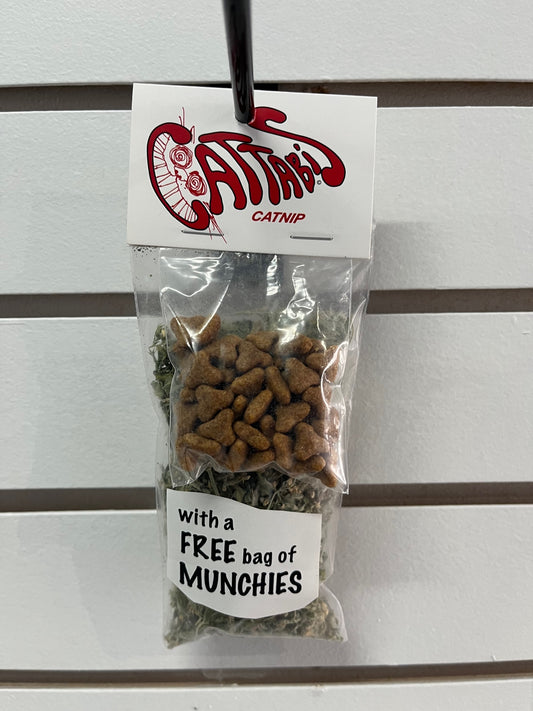 CATTABIS
CATNIP
with a
FREE bag of
MUNCHIES